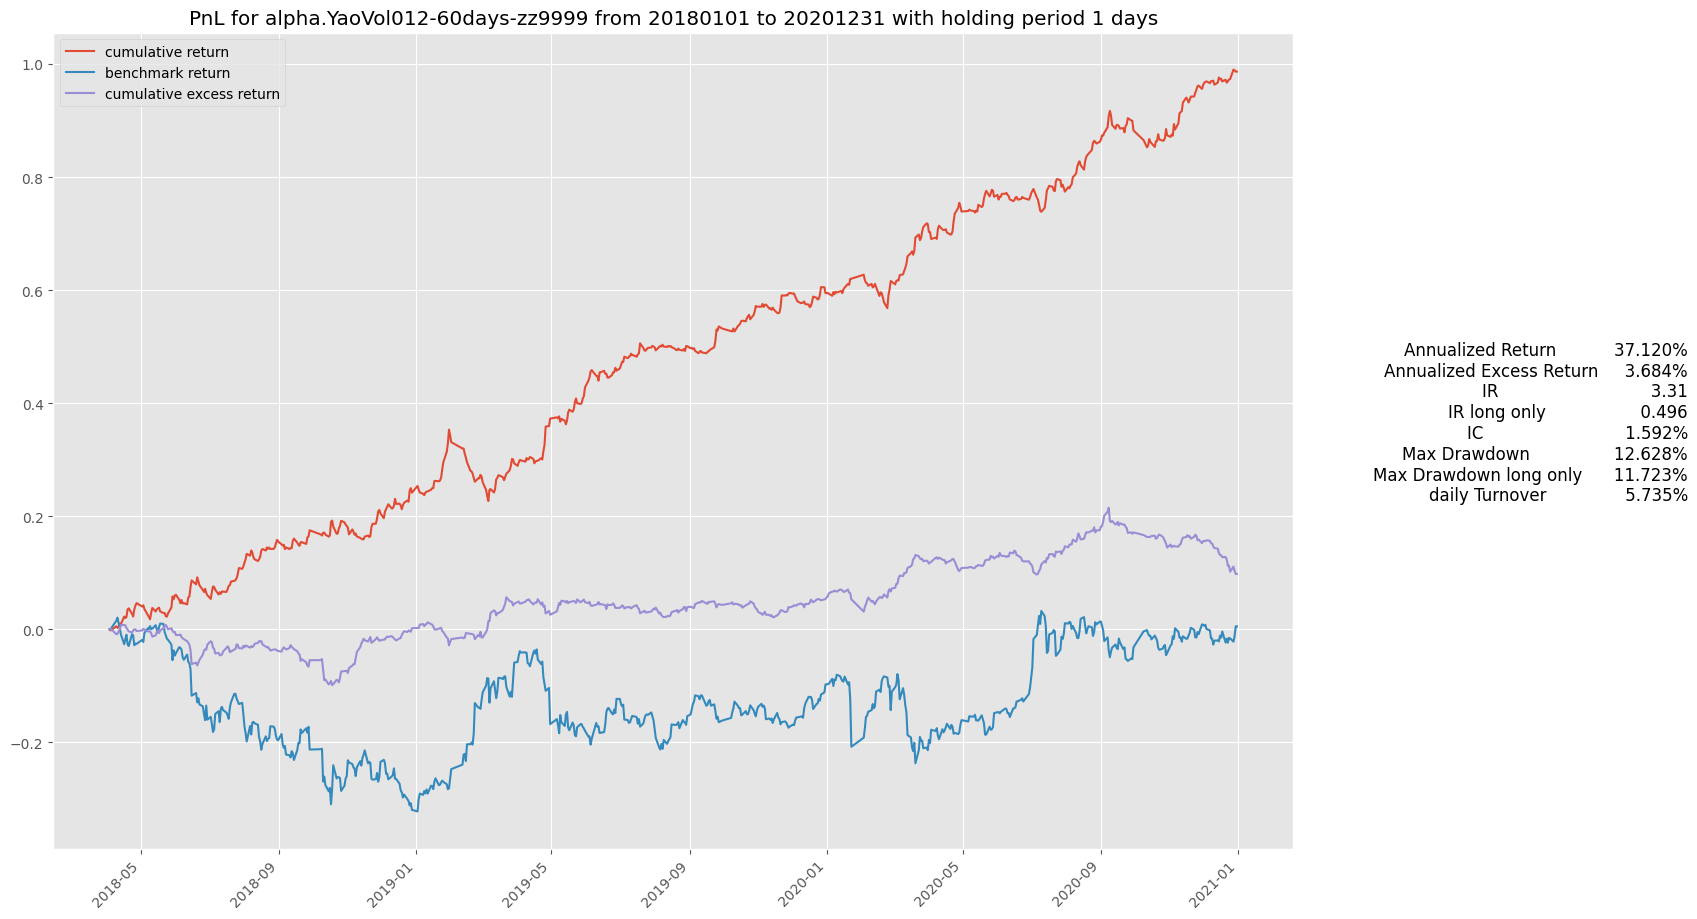 PnL for alpha.YaoVol012-60days-zz9999 from 20180101 to 20201231 with holding period 1 days
cumulative return
benchmark return
cumulative excess return
1.0
0.8
0.6
0.4
0.2
0.0
−0.2
2018-05
2018-09
2019-01
2019-05
2019-09
2020-01
2020-05
2020-09
2021-01
Annualized Return 37.120%
Annualized Excess Return 3.684%
IR 3.31
IR long only 0.496
IC 1.592%
Max Drawdown 12.628%
Max Drawdown long only 11.723%
daily Turnover 5.735%